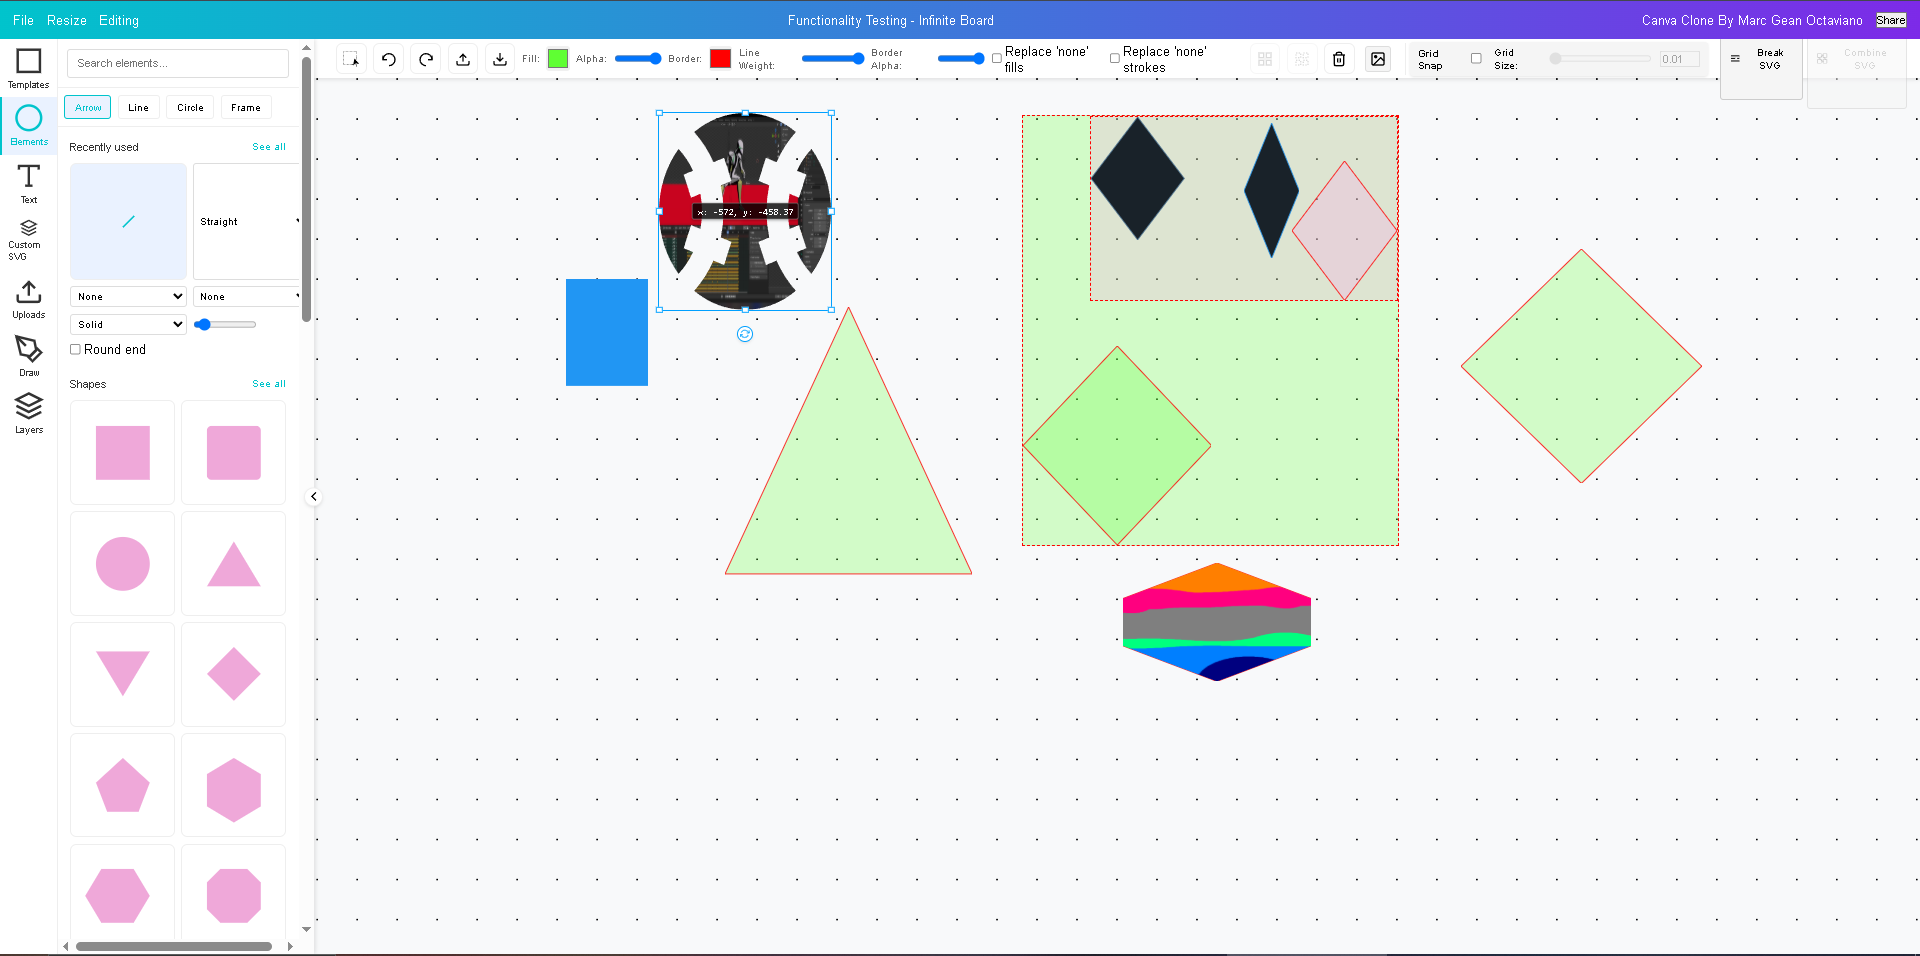 File Resize Editing
Functionality Testing - Infinite Board
Canva Clone By Marc Gean Octaviano
Share
Templates
Elements
Text
Custom
SVG
Uploads
Draw
Layers
Search elements...
Arrow
Line
Circle
Frame
Recently used
See all
Straight
None
None
Solid
Round end
Shapes
See all
Fill:
Alpha:
Border:
Line
Weight:
Border
Alpha:
Replace 'none'
fills
Replace 'none'
strokes
Grid
Snap
Grid
Size:
0.01
Break
SVG
Combine
SVG
x: -572, y: -458.37